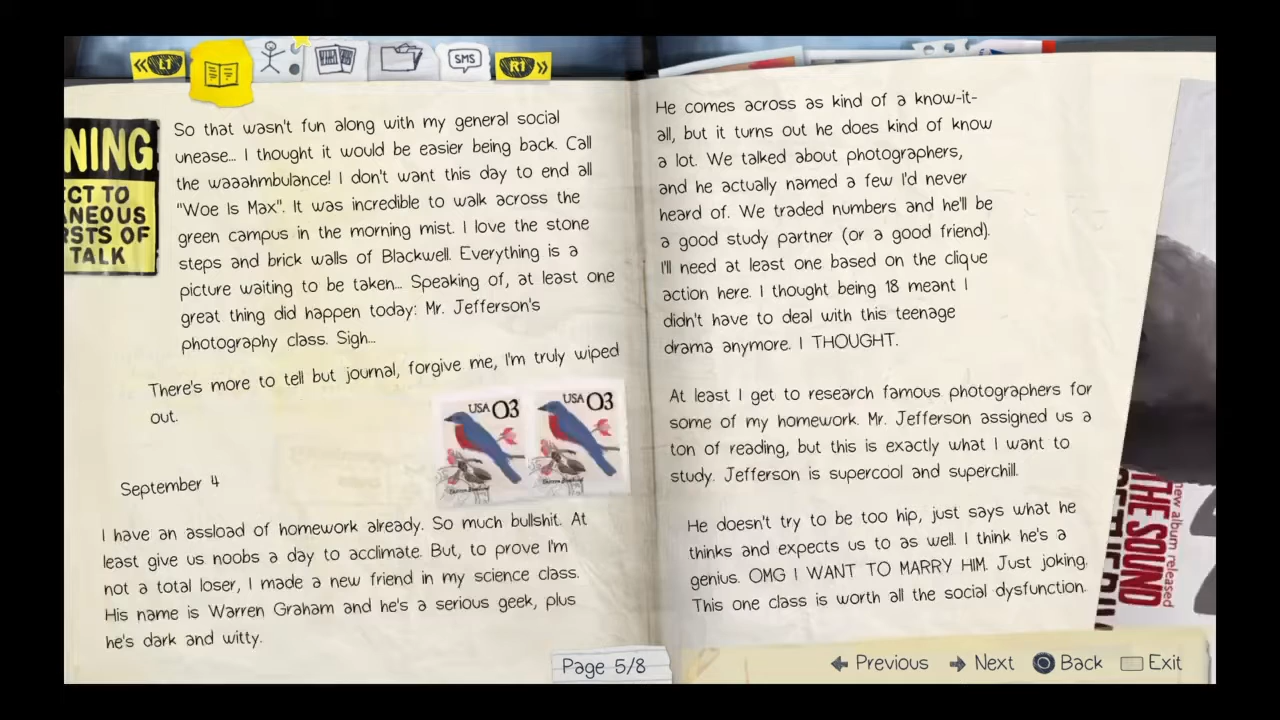 LT
SMS
R1
NING
CT TO
ANEOUS
RSTS OF
TALK
So that wasn't fun along with my general social
unease... I thought it would be easier being back. Call
the waaahmbulance! I don't want this day to end all
"Woe Is Max". It was incredible to walk across the
green campus in the morning mist. I love the stone
steps and brick walls of Blackwell. Everything is a
picture waiting to be taken... Speaking of, at least one
great thing did happen today: Mr. Jefferson's
photography class. Sigh...
There's more to tell but journal, forgive me, I'm truly wiped
out.
USA 03
USA 03
September 4
I have an assload of homework already. So much bullshit. At
least give us noobs a day to acclimate. But, to prove I'm
not a total loser, I made a new friend in my science class.
His name is Warren Graham and he's a serious geek, plus
he's dark and witty.
He comes across as kind of a know-it-
all, but it turns out he does kind of know
a lot. We talked about photographers,
and he actually named a few I'd never
heard of. We traded numbers and he'll be
a good study partner (or a good friend).
I'll need at least one based on the clique
action here. I thought being 18 meant I
didn't have to deal with this teenage
drama anymore. I THOUGHT.
At least I get to research famous photographers for
some of my homework. Mr. Jefferson assigned us a
ton of reading, but this is exactly what I want to
study. Jefferson is supercool and superchill.
He doesn't try to be too hip, just says what he
thinks and expects us to as well. I think he's a
genius. OMG I WANT TO MARRY HIM. Just joking.
This one class is worth all the social dysfunction.
new album released
THE SOUND
Page 5/8
Previous
Next
Back
Exit